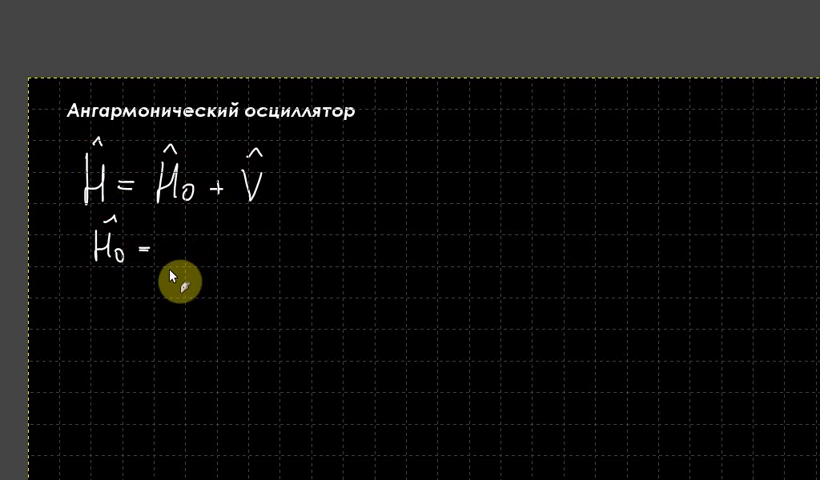 Ангармонический осциллятор
Ĥ = Ĥ₀ + V̂
Ĥ₀ =